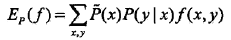 E_P(f) = \sum_{x,y} \tilde{P}(x)P(y|x)f(x,y)